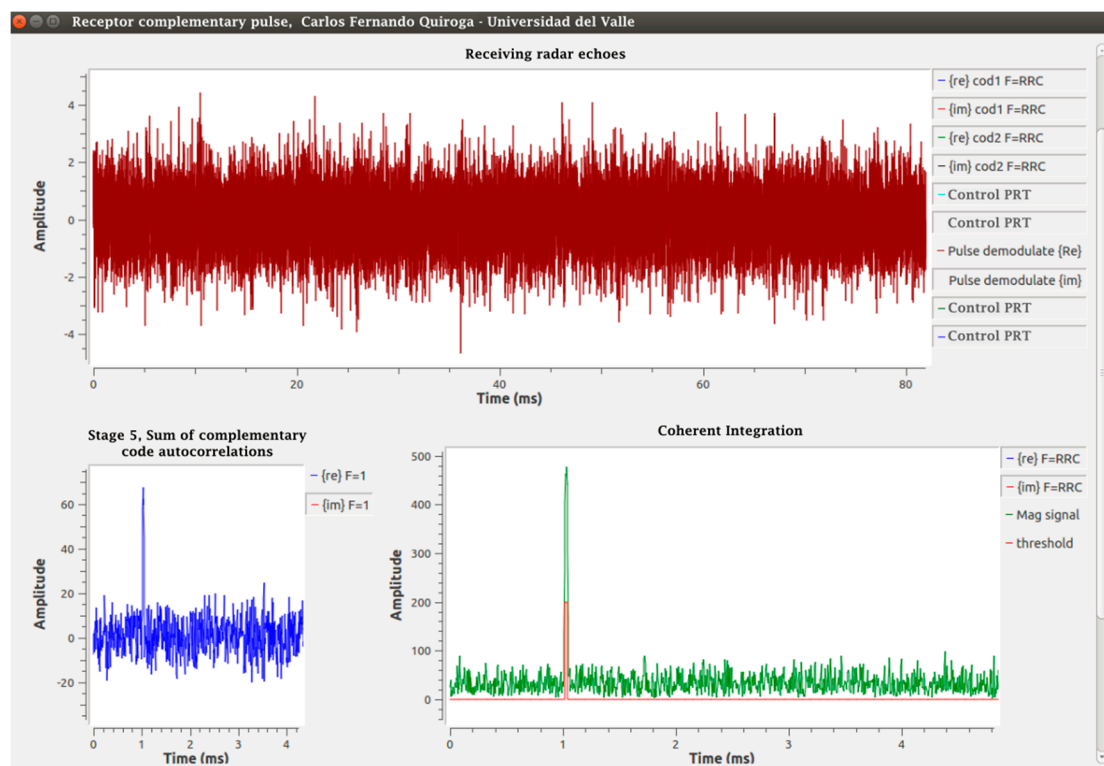 Receptor complementary pulse, Carlos Fernando Quiroga - Universidad del Valle
Receiving radar echoes
Amplitude
4
2
0
-2
-4
0
20
40
60
80
Time (ms)
{re} cod1 F=RRC
{im} cod1 F=RRC
{re} cod2 F=RRC
{im} cod2 F=RRC
Control PRT
Control PRT
Pulse demodulate {Re}
Pulse demodulate {im}
Control PRT
Control PRT
Stage 5, Sum of complementary
code autocorrelations
Amplitude
60
40
20
0
-20
0
1
2
3
4
Time (ms)
{re} F=1
{im} F=1
Coherent Integration
Amplitude
500
400
300
200
100
0
0
1
2
3
4
Time (ms)
{re} F=RRC
{im} F=RRC
Mag signal
threshold